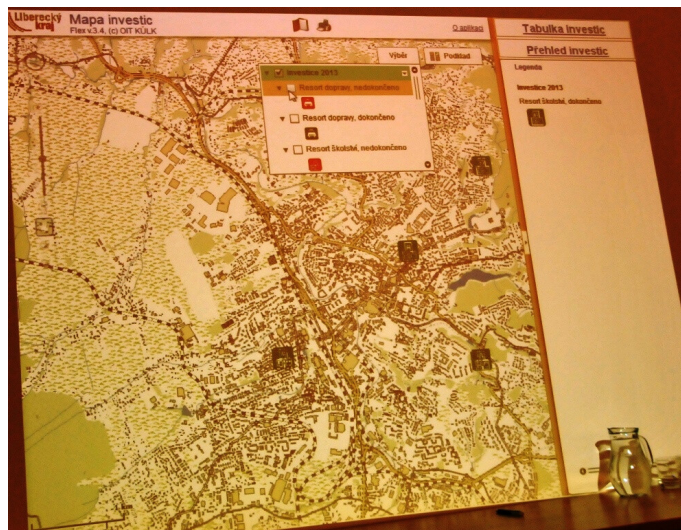 Liberecký
kraj
Mapa investic
Flex v.3.4, (c) OIT KÚLK
O aplikaci
Výběr
Podklad
Investice 2013
Resort dopravy, nedokončeno
Resort dopravy, dokončeno
Resort školství, nedokončeno
Tabulka investic
Přehled investic
Legenda
Investice 2013
Resort školství, dokončeno